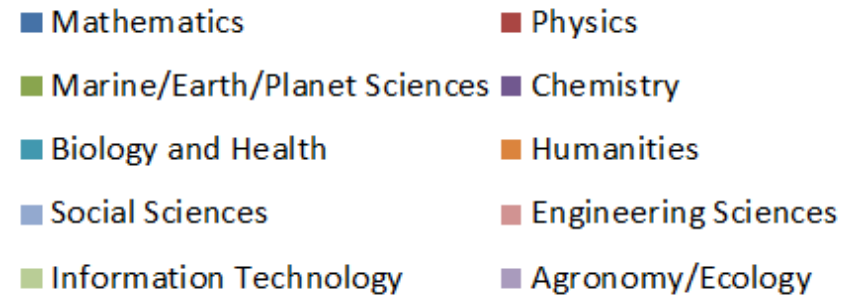 Mathematics Physics
Marine/Earth/Planet Sciences Chemistry
Biology and Health Humanities
Social Sciences Engineering Sciences
Information Technology Agronomy/Ecology